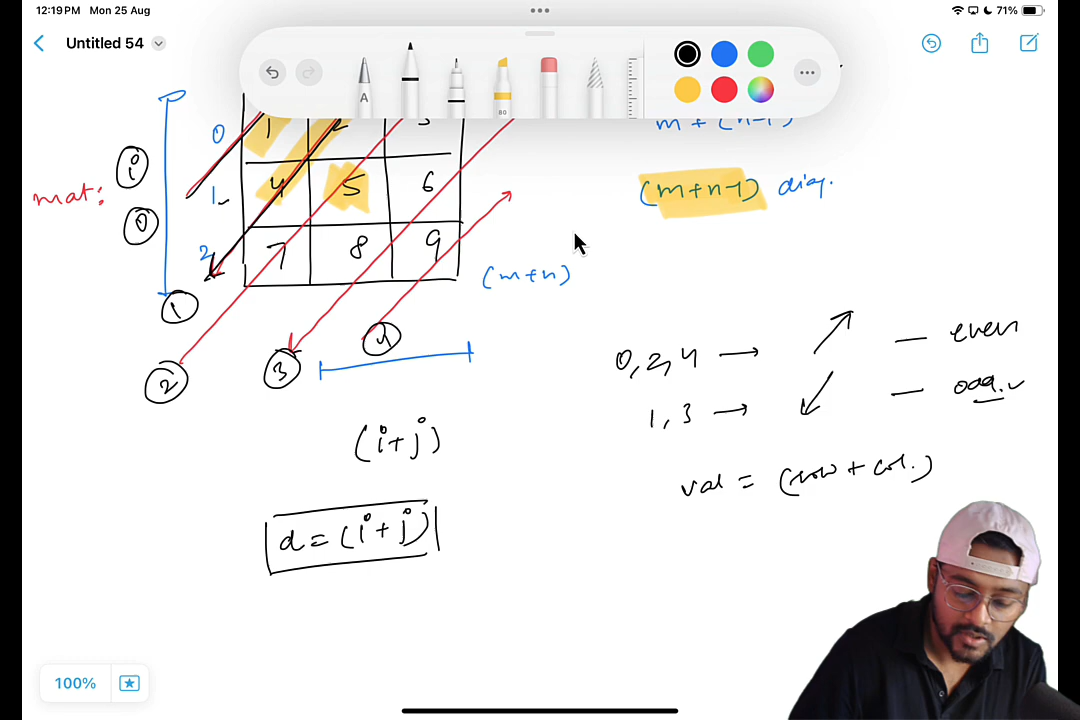 12:19 PM Mon 25 Aug
71%
Untitled 54
A
80
m + (n-1)
0 1 2 3
mat: i 1 4 5 6
(m+n-1) diag.
0
2 7 8 9
(m+n)
1
2 3 4
0, 2, 4 → — even
1, 3 → — odd.
(i+j)
val = (row + col.)
d = (i+j)
100%